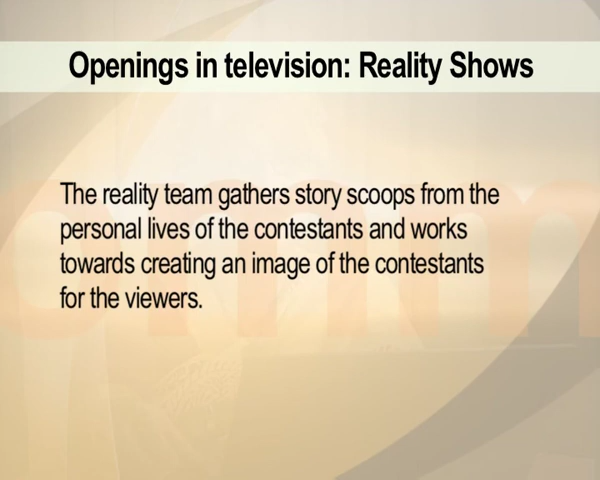 Openings in television: Reality Shows
The reality team gathers story scoops from the
personal lives of the contestants and works
towards creating an image of the contestants
for the viewers.